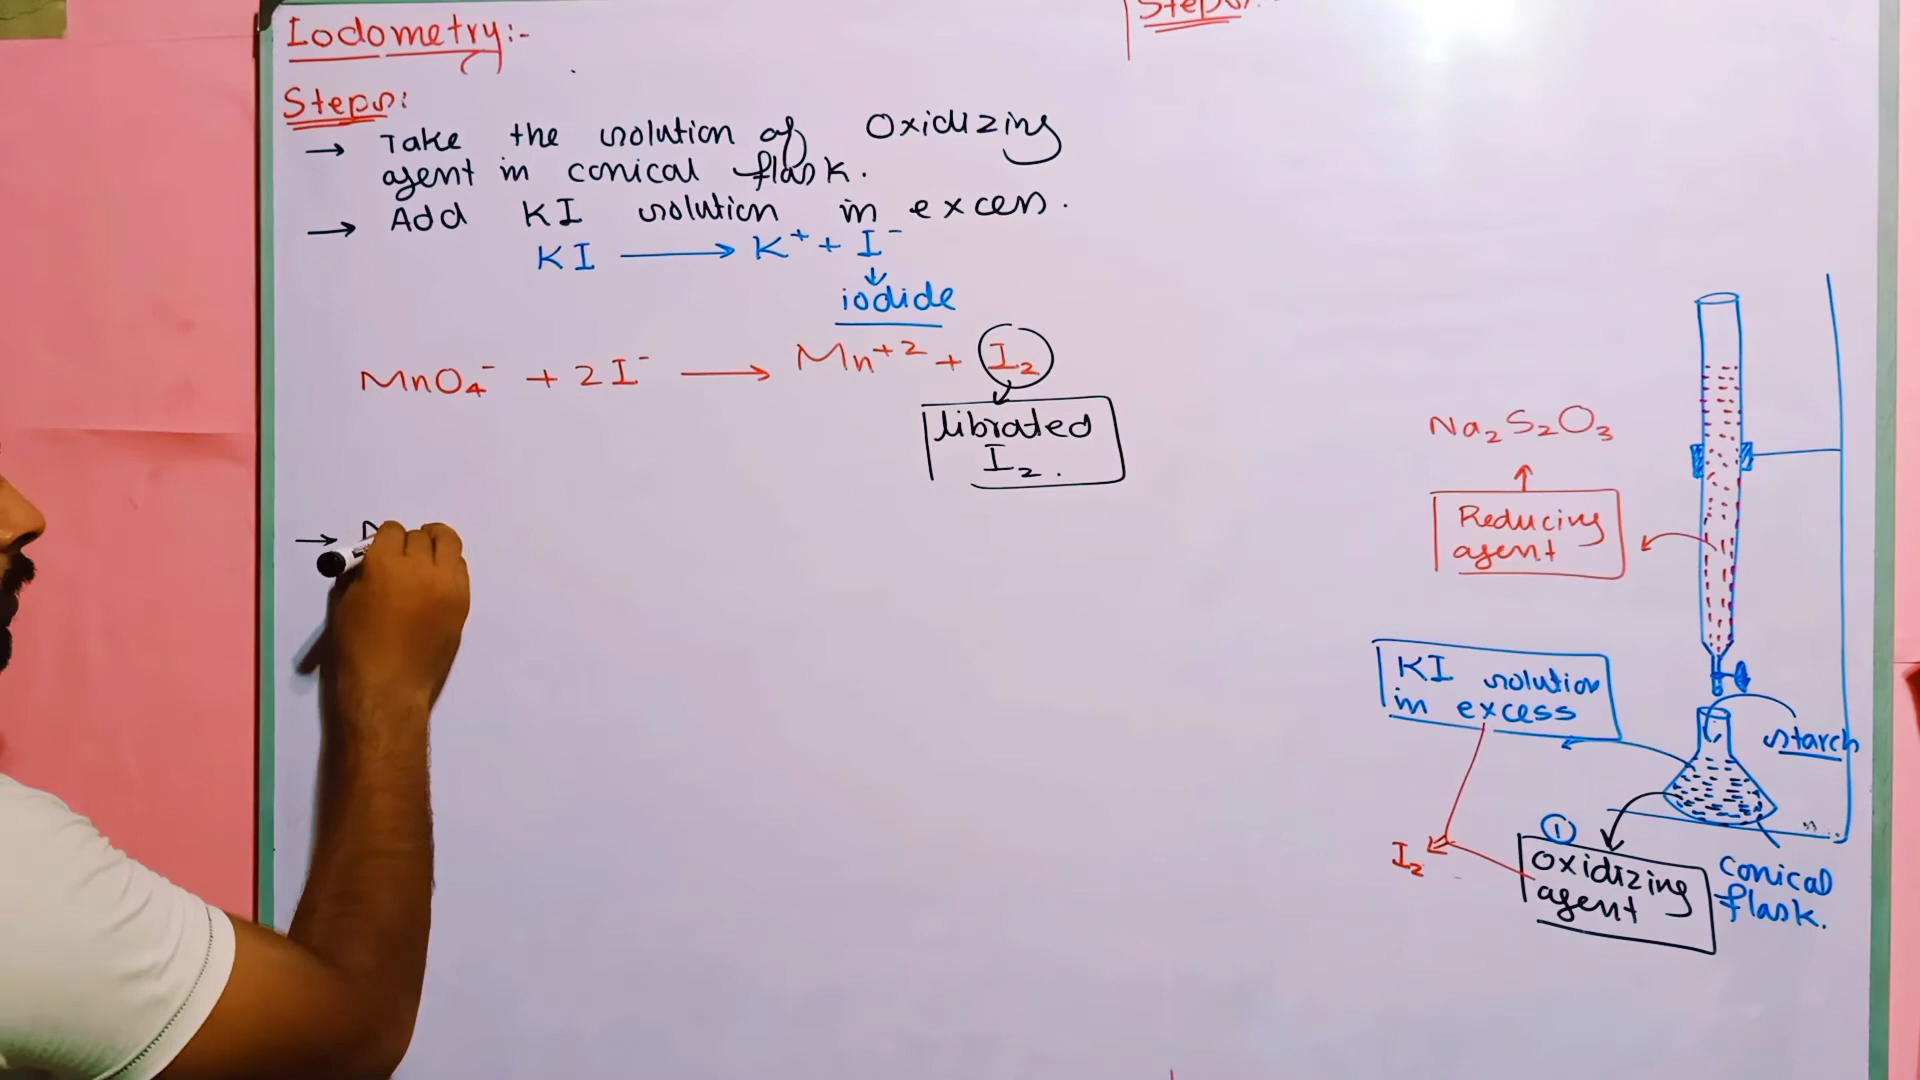 Iodometry:-
Steps:
→ Take the solution of Oxidizing
agent in conical flask.
→ Add KI solution in excess.
KI ⟶ K⁺ + I⁻
↓
iodide
MnO₄⁻ + 2I⁻ ⟶ Mn⁺² + I₂
librated
I₂.
→
Steps:
Na₂S₂O₃
↑
Reducing
agent
KI solution
in excess
starch
I₂
①
oxidizing
agent
conical
flask.